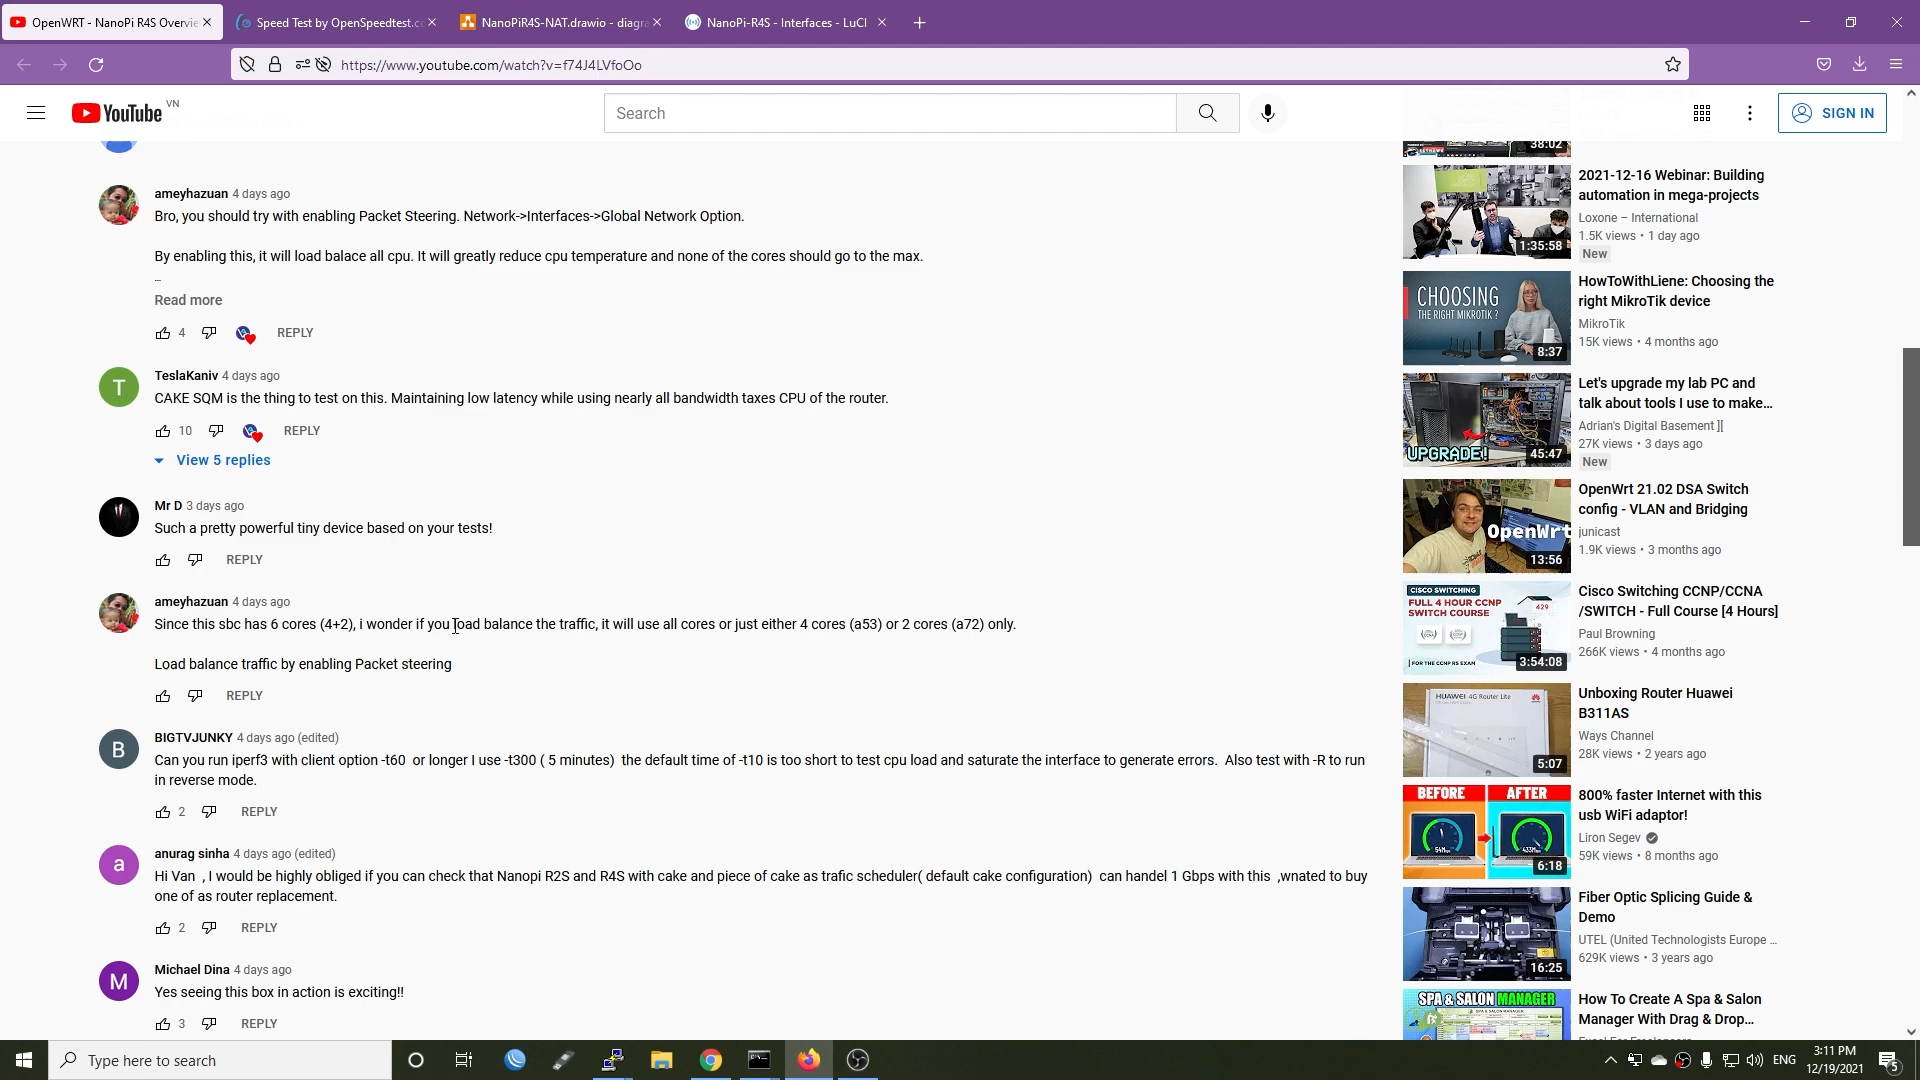 OpenWRT - NanoPi R4S Overvie
Speed Test by OpenSpeedtest.co
NanoPiR4S-NAT.drawio - diagra
NanoPi-R4S - Interfaces - LuCI
https://www.youtube.com/watch?v=f74J4LVfoOo
YouTube VN
Search
SIGN IN
ameyhazuan 4 days ago
Bro, you should try with enabling Packet Steering. Network->Interfaces->Global Network Option.
By enabling this, it will load balace all cpu. It will greatly reduce cpu temperature and none of the cores should go to the max.
...
Read more
4 REPLY
T
TeslaKaniv 4 days ago
CAKE SQM is the thing to test on this. Maintaining low latency while using nearly all bandwidth taxes CPU of the router.
10 REPLY
View 5 replies
Mr D 3 days ago
Such a pretty powerful tiny device based on your tests!
REPLY
ameyhazuan 4 days ago
Since this sbc has 6 cores (4+2), i wonder if you load balance the traffic, it will use all cores or just either 4 cores (a53) or 2 cores (a72) only.
Load balance traffic by enabling Packet steering
REPLY
B
BIGTVJUNKY 4 days ago (edited)
Can you run iperf3 with client option -t60  or longer I use -t300 ( 5 minutes)  the default time of -t10 is too short to test cpu load and saturate the interface to generate errors.  Also test with -R to run
in reverse mode.
2 REPLY
a
anurag sinha 4 days ago (edited)
Hi Van  , I would be highly obliged if you can check that Nanopi R2S and R4S with cake and piece of cake as trafic scheduler( default cake configuration)  can handel 1 Gbps with this  ,wnated to buy
one of as router replacement.
2 REPLY
M
Michael Dina 4 days ago
Yes seeing this box in action is exciting!!
3 REPLY
38:02
1:35:58
2021-12-16 Webinar: Building
automation in mega-projects
Loxone – International
1.5K views • 1 day ago
New
CHOOSING
THE RIGHT MIKROTIK ?
8:37
HowToWithLiene: Choosing the
right MikroTik device
MikroTik
15K views • 4 months ago
UPGRADE!
45:47
Let's upgrade my lab PC and
talk about tools I use to make...
Adrian's Digital Basement ][
27K views • 3 days ago
New
OpenWrt
13:56
OpenWrt 21.02 DSA Switch
config - VLAN and Bridging
junicast
1.9K views • 3 months ago
CISCO SWITCHING
FULL 4 HOUR CCNP
SWITCH COURSE
429
FOR THE CCNP RS EXAM
3:54:08
Cisco Switching CCNP/CCNA
/SWITCH - Full Course [4 Hours]
Paul Browning
266K views • 4 months ago
HUAWEI 4G Router Lite
HUAWEI
5:07
Unboxing Router Huawei
B311AS
Ways Channel
28K views • 2 years ago
BEFORE AFTER
54M
433M
6:18
800% faster Internet with this
usb WiFi adaptor!
Liron Segev
59K views • 8 months ago
16:25
Fiber Optic Splicing Guide &
Demo
UTEL (United Technologists Europe ...
629K views • 3 years ago
SPA & SALON MANAGER
How To Create A Spa & Salon
Manager With Drag & Drop...
Excel For Freelancers
Type here to search
ENG
3:11 PM
12/19/2021
5